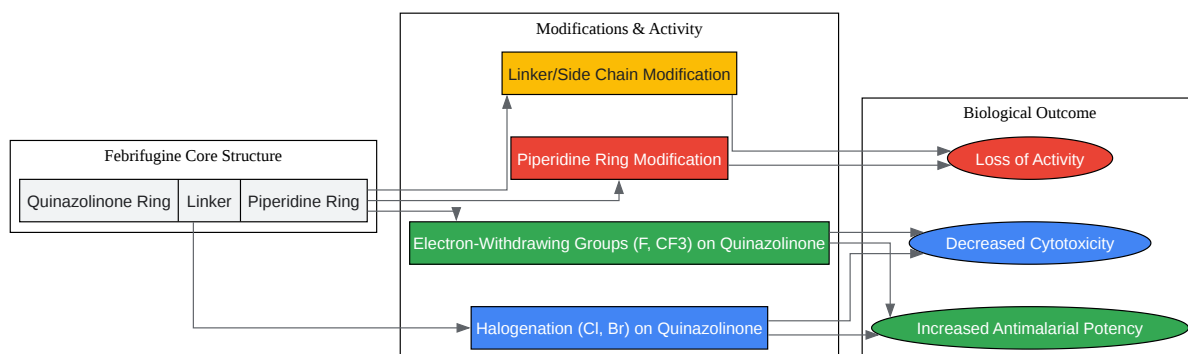 Febrifugine Core Structure
Quinazolinone Ring
Linker
Piperidine Ring
Modifications & Activity
Linker/Side Chain Modification
Piperidine Ring Modification
Electron-Withdrawing Groups (F, CF3) on Quinazolinone
Halogenation (Cl, Br) on Quinazolinone
Biological Outcome
Loss of Activity
Decreased Cytotoxicity
Increased Antimalarial Potency